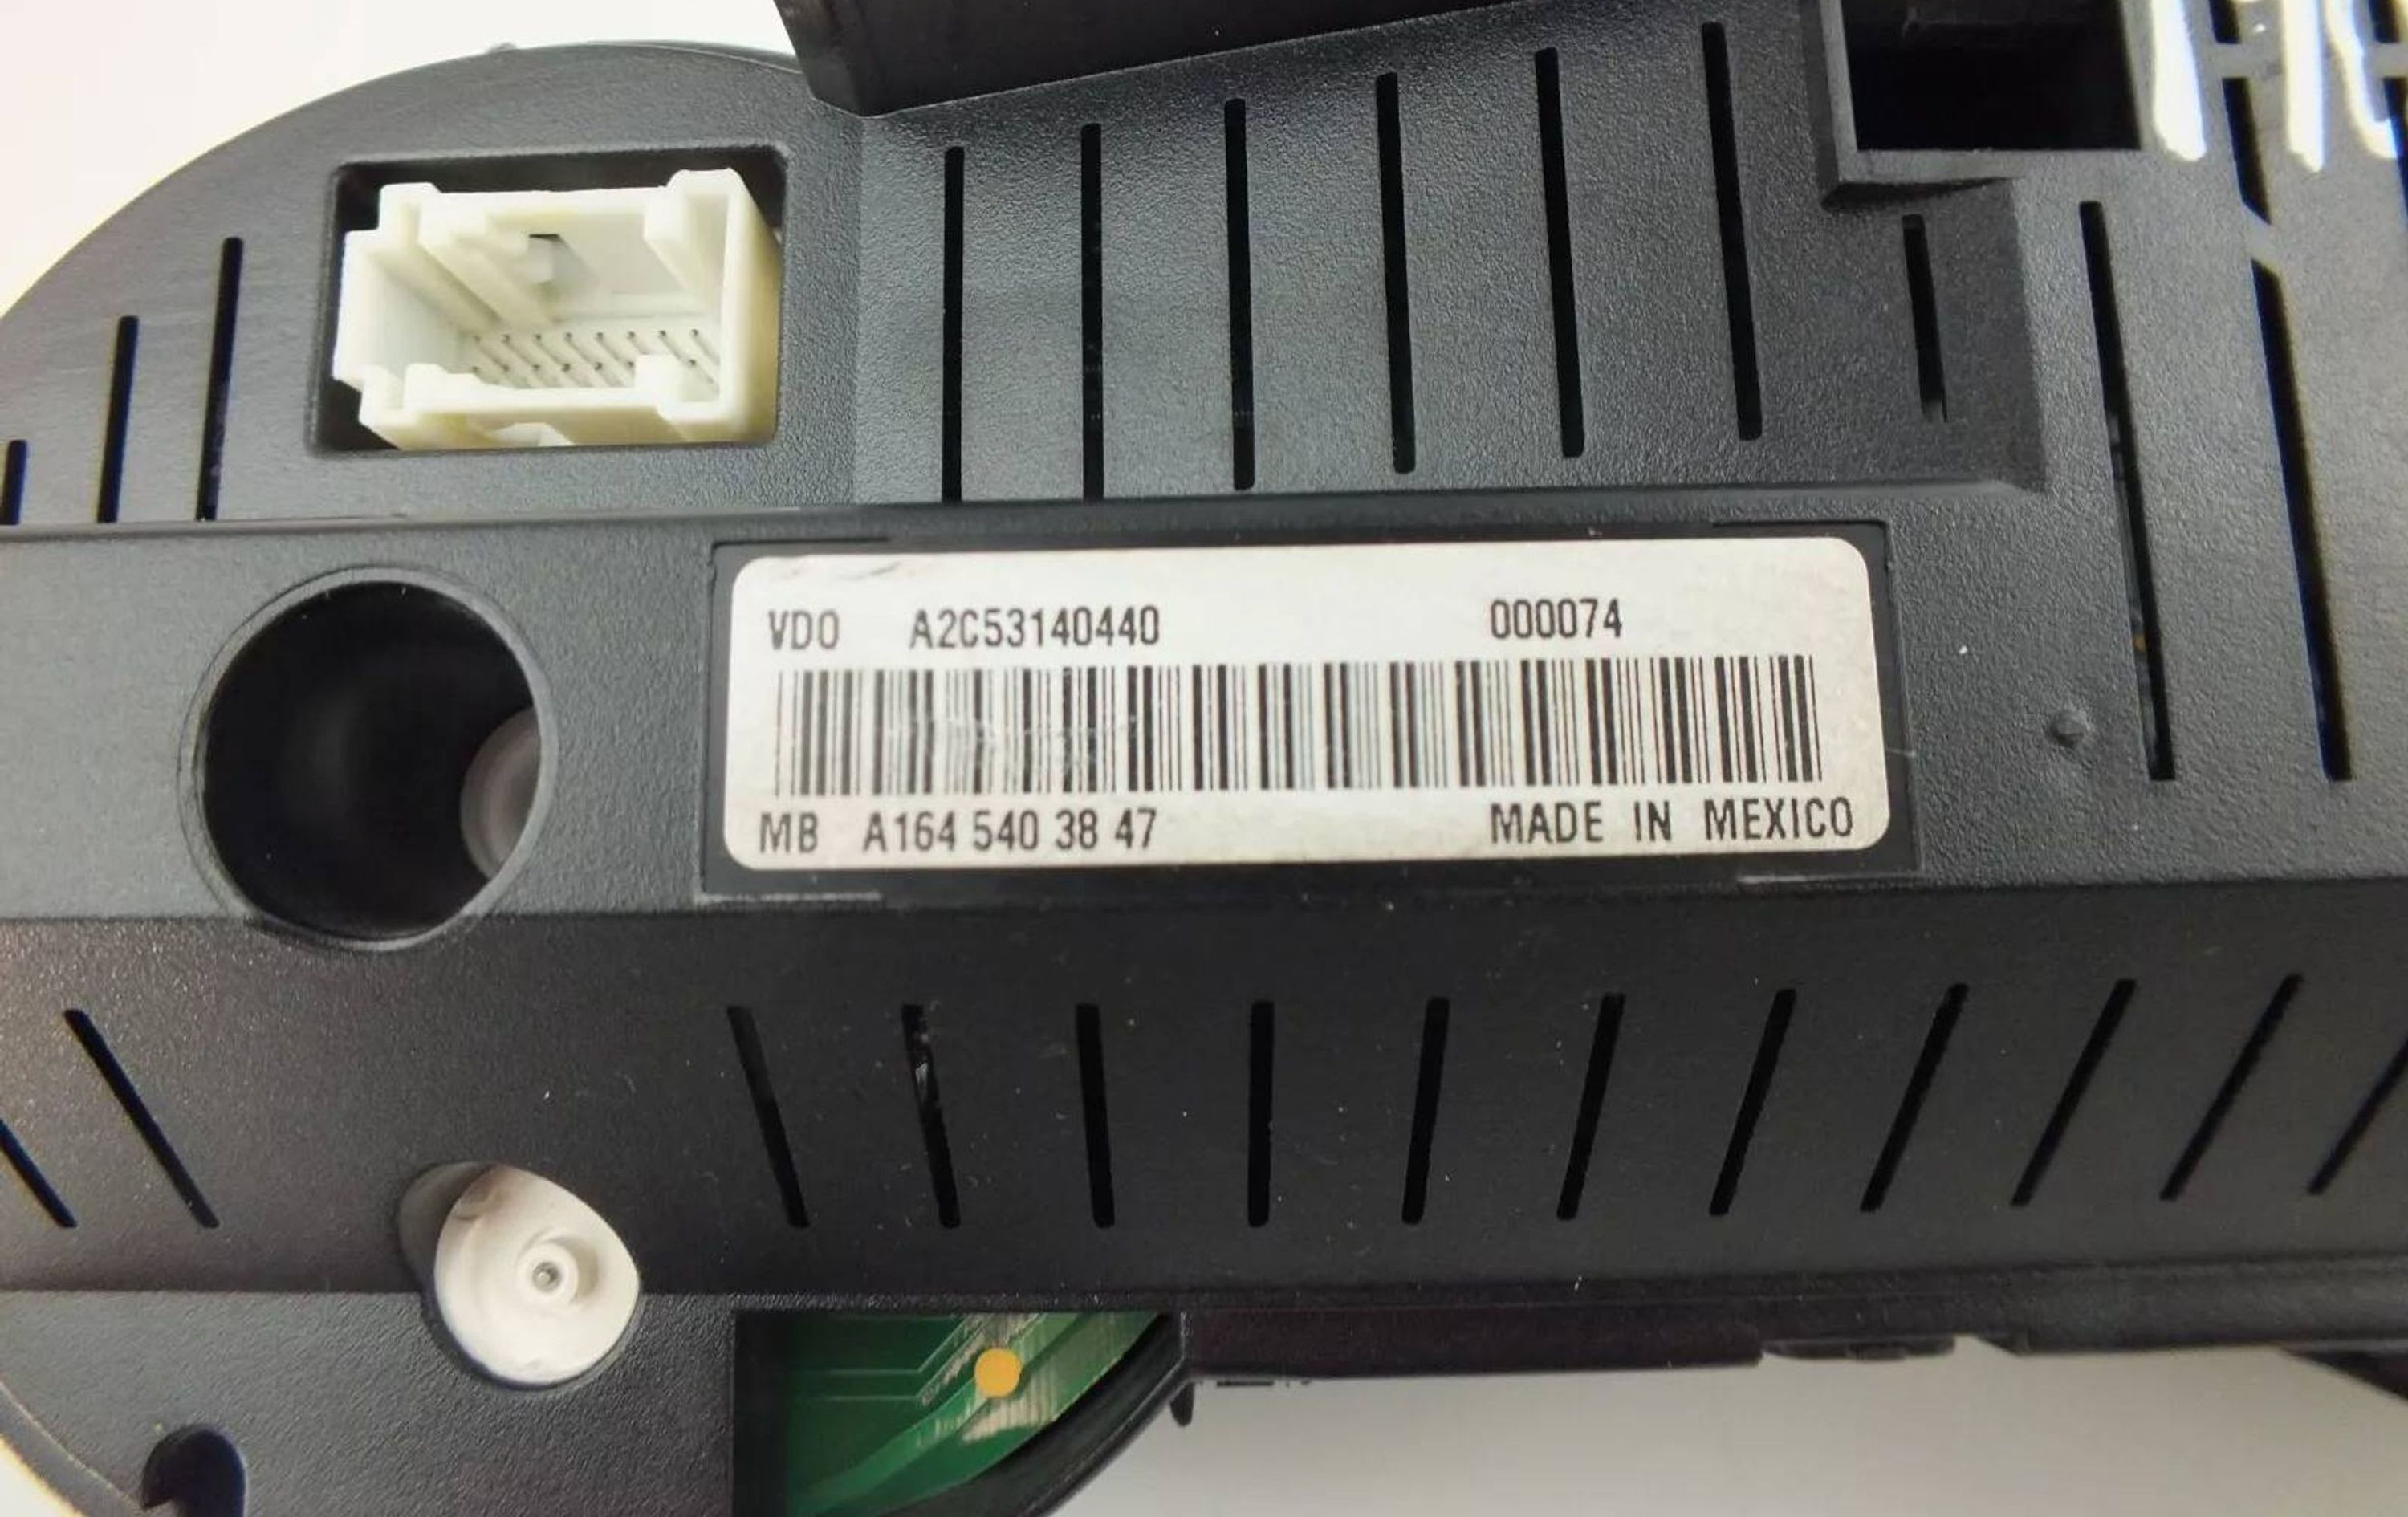 VDO A2C53140440 000074
MB A164 540 38 47 MADE IN MEXICO